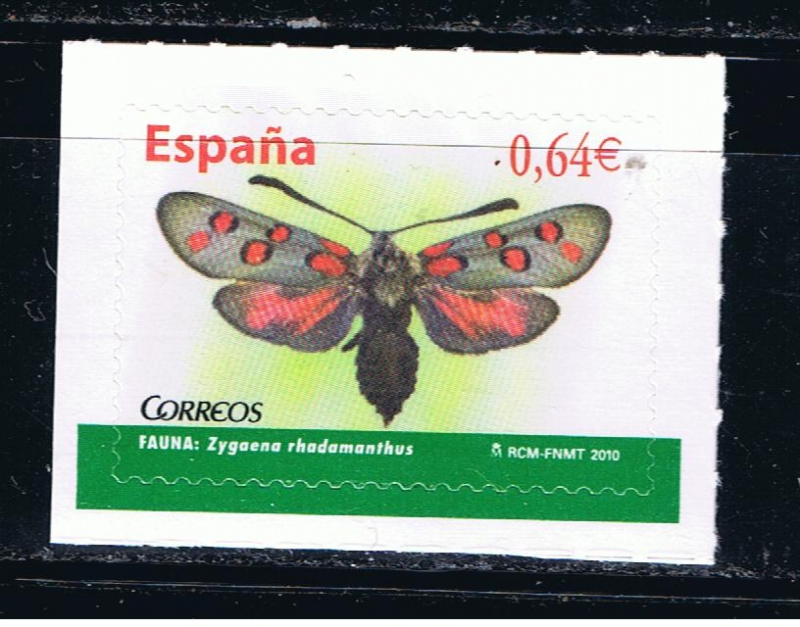 España
0,64€
CORREOS
FAUNA: Zygaena rhadamanthus
RCM-FNMT 2010